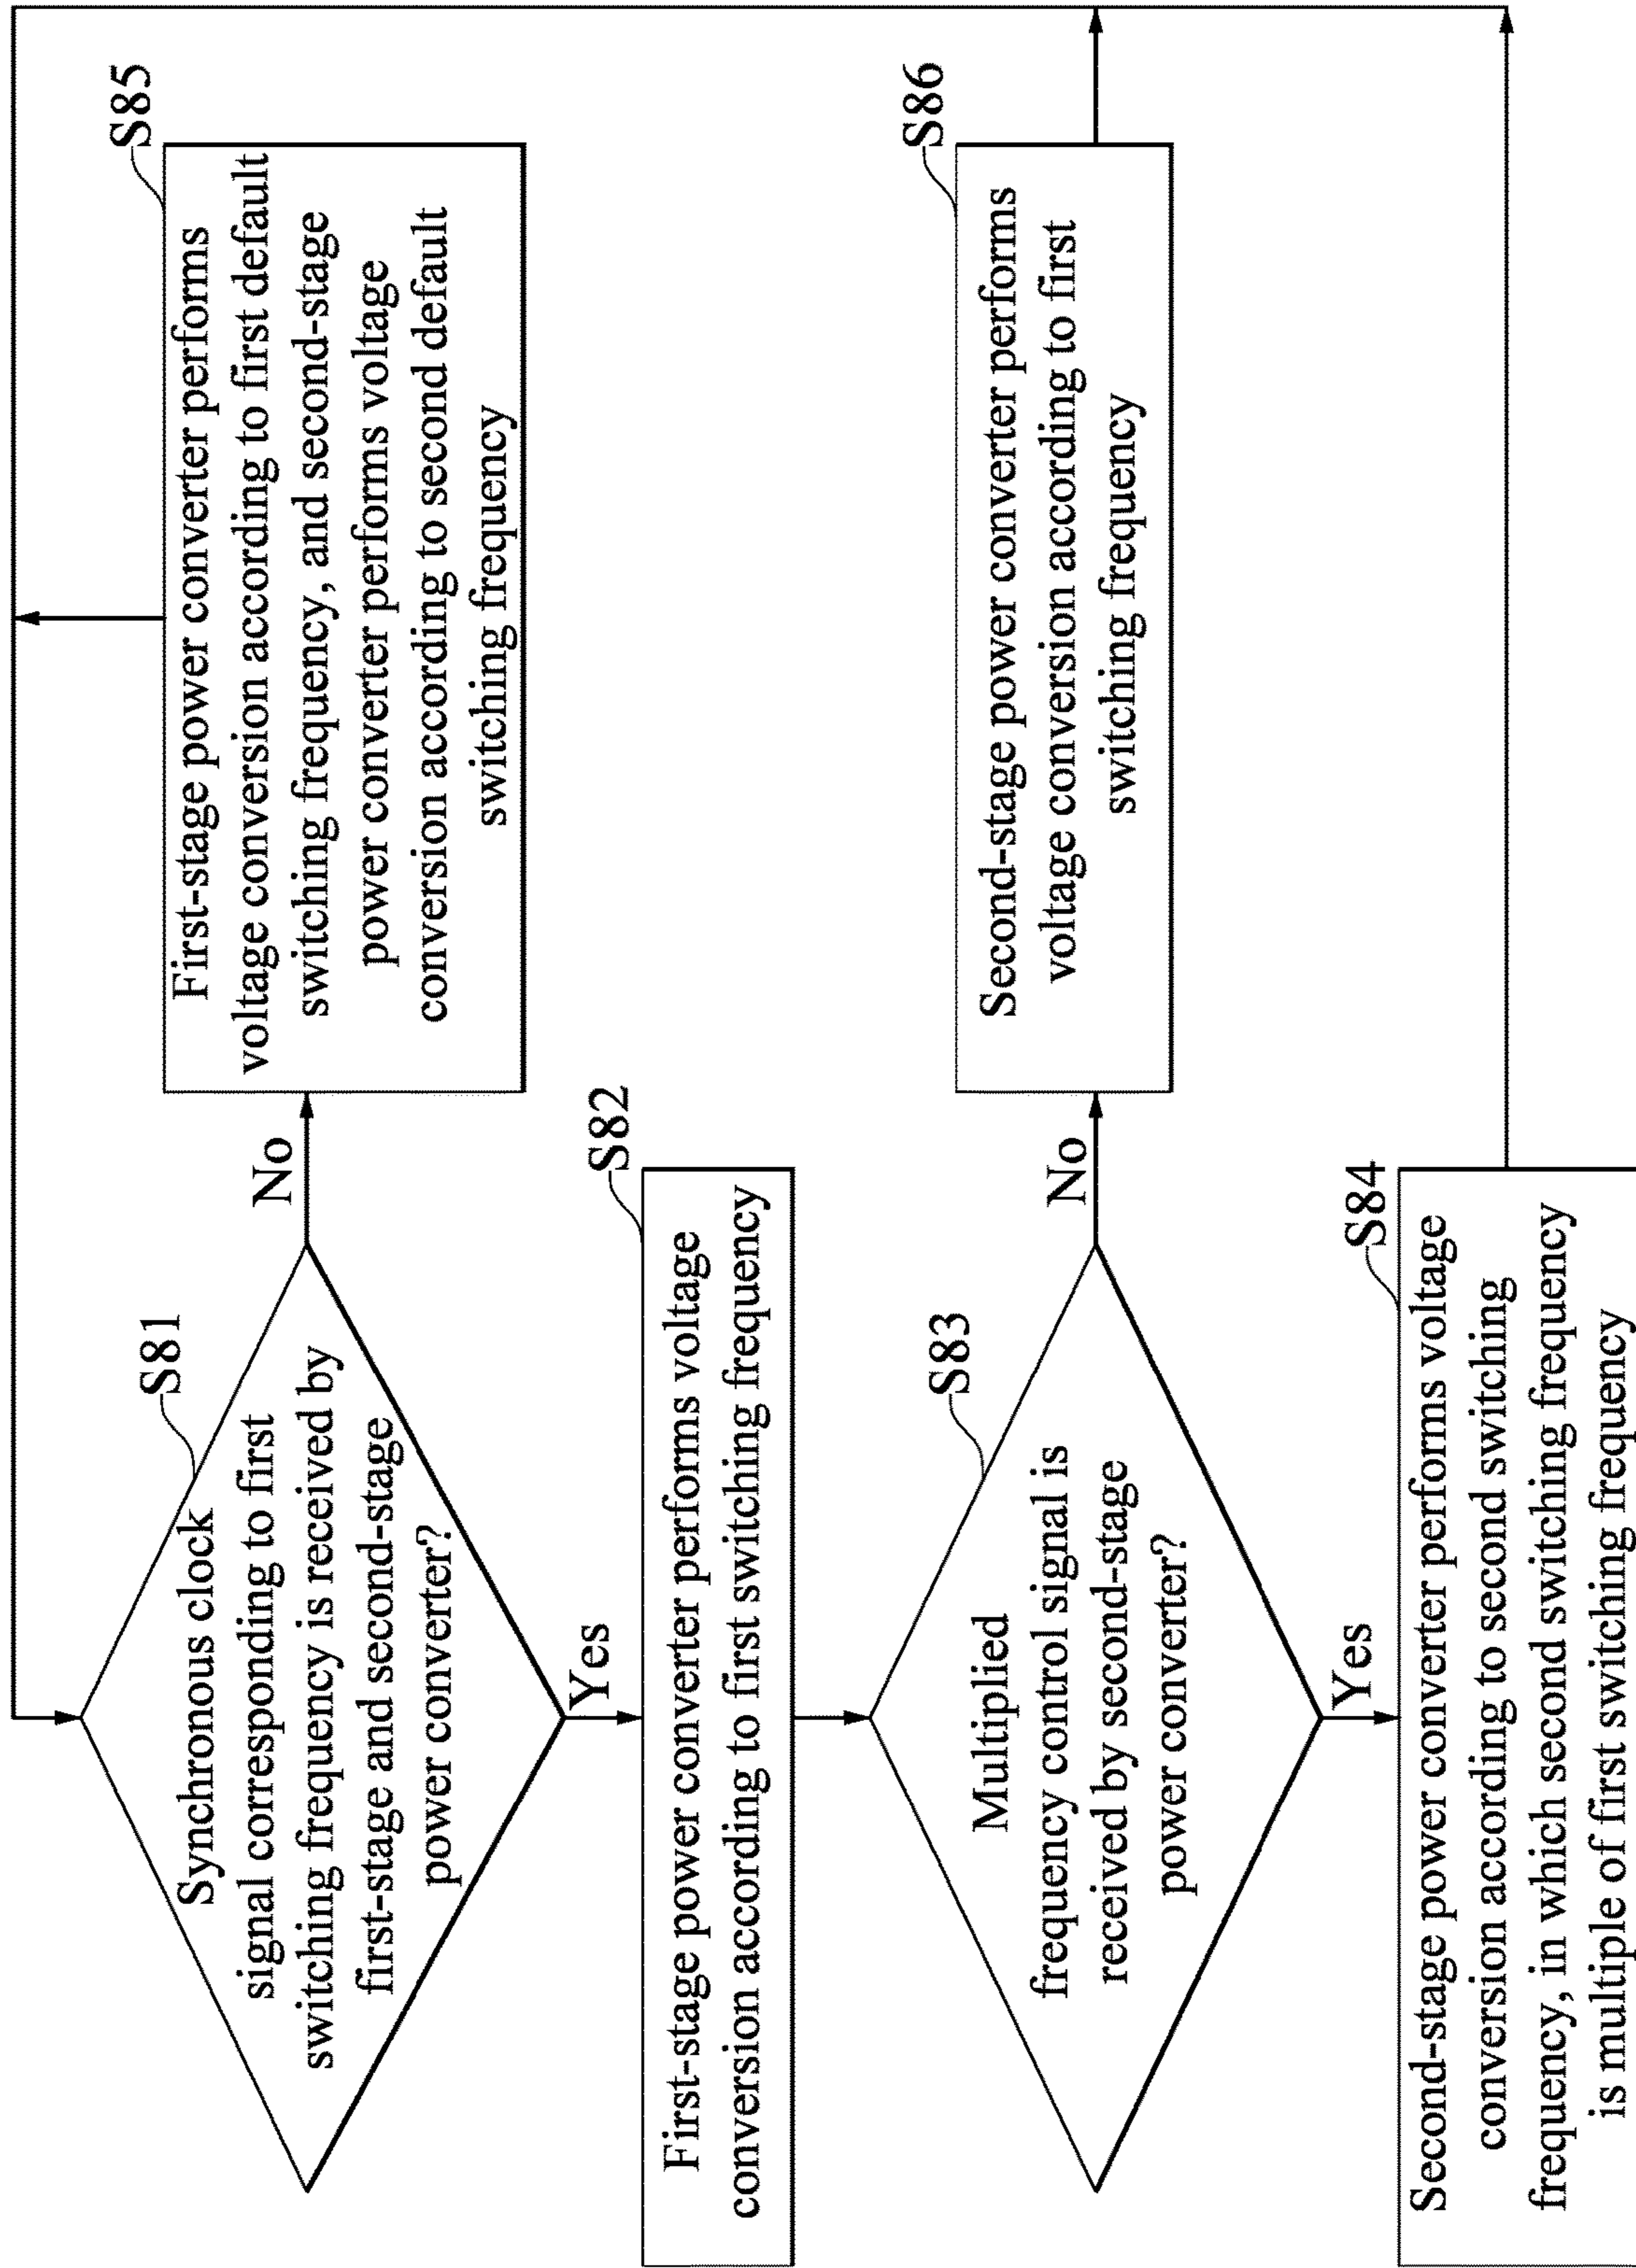 S81
Synchronous clock
signal corresponding to first
switching frequency is received by
first-stage and second-stage
power converter?
No
Yes
S85
First-stage power converter performs
voltage conversion according to first default
switching frequency, and second-stage
power converter performs voltage
conversion according to second default
switching frequency
S82
First-stage power converter performs voltage
conversion according to first switching frequency
S83
Multiplied
frequency control signal is
received by second-stage
power converter?
No
Yes
S86
Second-stage power converter performs
voltage conversion according to first
switching frequency
S84
Second-stage power converter performs voltage
conversion according to second switching
frequency, in which second switching frequency
is multiple of first switching frequency